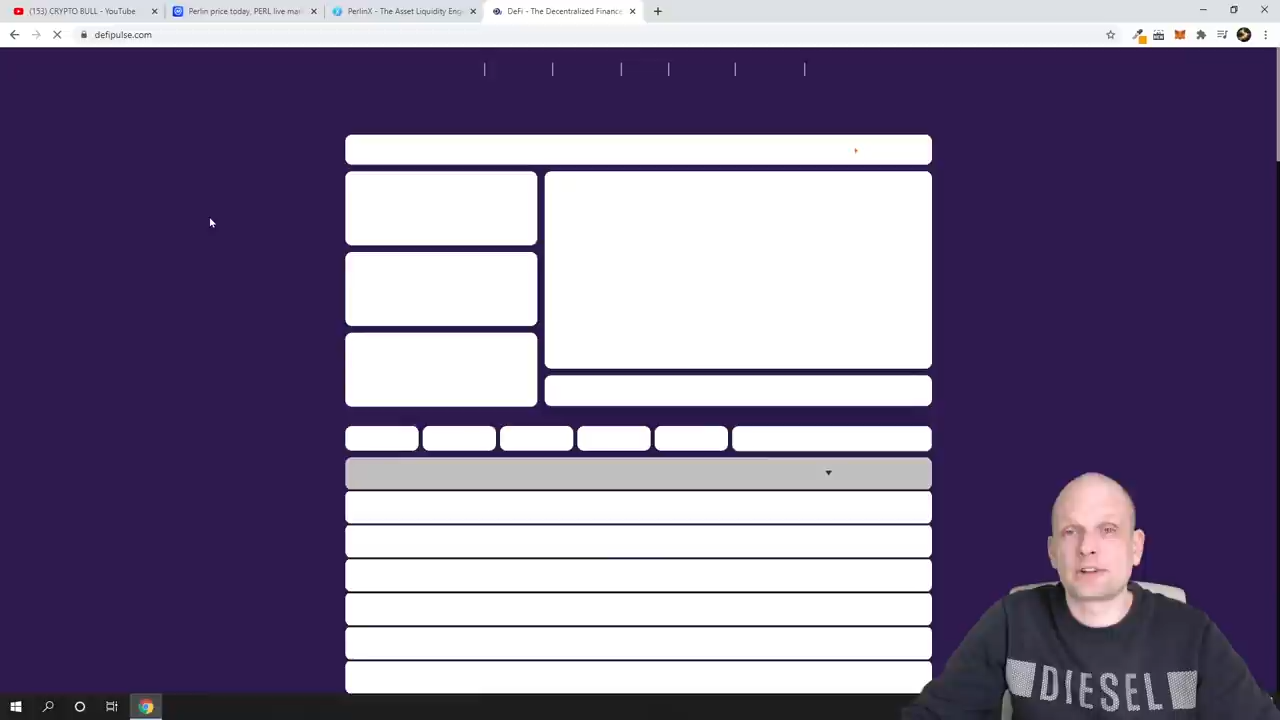 (153) CRYPTO BULL - YouTube
Perlin price today, PERL live mar
PerlinX - The Asset Liquidity Eng
DeFi - The Decentralized Finance
defipulse.com
DIESEL